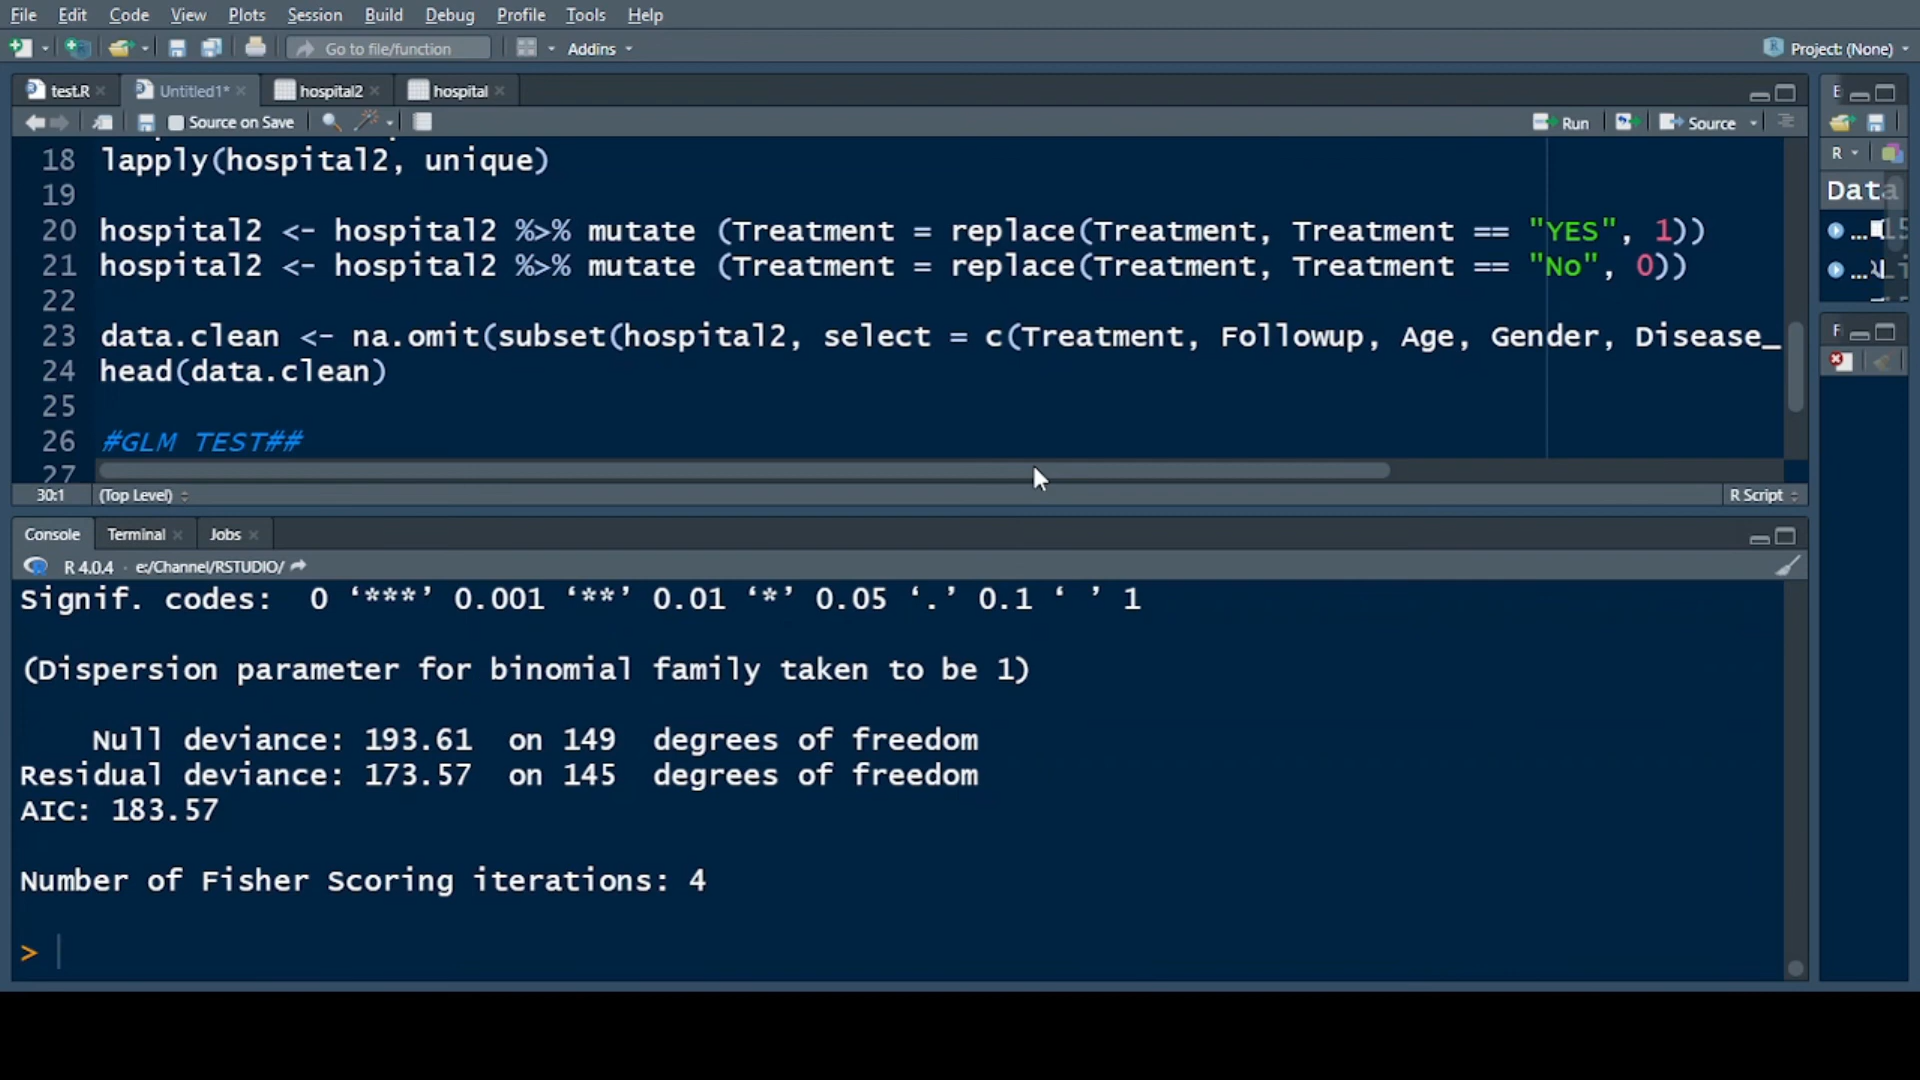 File Edit Code View Plots Session Build Debug Profile Tools Help
Go to file/function Addins Project: (None)
test.R Untitled1* hospital2 hospital
Source on Save Run Source
18 lapply(hospital2, unique)
19
20 hospital2 <- hospital2 %>% mutate (Treatment = replace(Treatment, Treatment == "YES", 1))
21 hospital2 <- hospital2 %>% mutate (Treatment = replace(Treatment, Treatment == "No", 0))
22
23 data.clean <- na.omit(subset(hospital2, select = c(Treatment, Followup, Age, Gender, Disease_
24 head(data.clean)
25
26 #GLM TEST##
27
30:1 (Top Level) R Script
Console Terminal Jobs
R 4.0.4 · e:/Channel/RSTUDIO/
Signif. codes: 0 ‘***’ 0.001 ‘**’ 0.01 ‘*’ 0.05 ‘.’ 0.1 ‘ ’ 1
(Dispersion parameter for binomial family taken to be 1)
Null deviance: 193.61 on 149 degrees of freedom
Residual deviance: 173.57 on 145 degrees of freedom
AIC: 183.57
Number of Fisher Scoring iterations: 4
>
E
R
Data
F